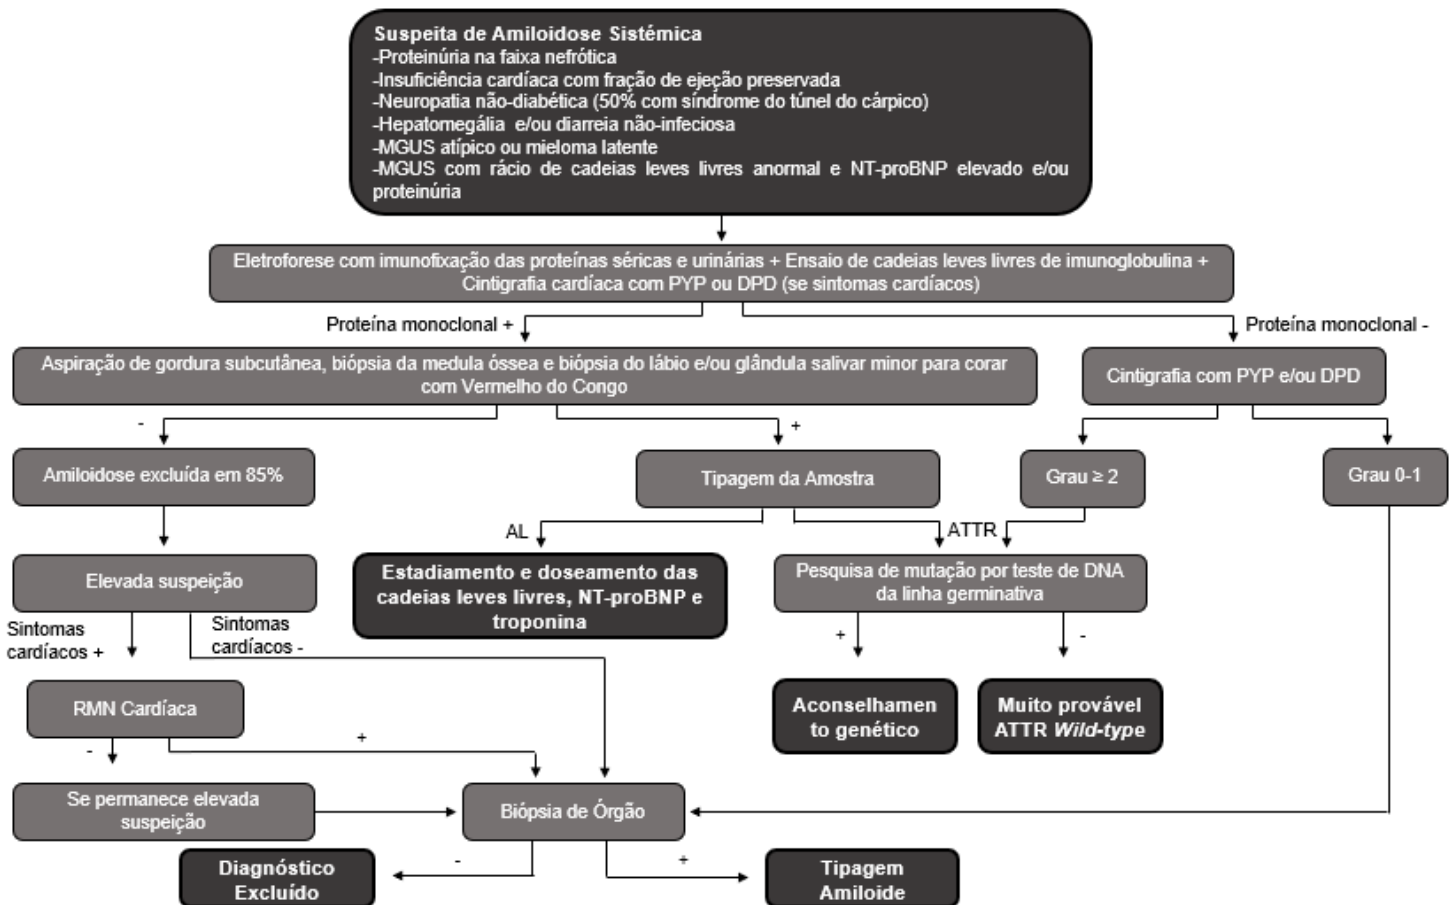 Suspeita de Amiloidose Sistémica
-Proteinúria na faixa nefrótica
-Insuficiência cardíaca com fração de ejeção preservada
-Neuropatia não-diabética (50% com síndrome do túnel do cárpico)
-Hepatomegália e/ou diarreia não-infeciosa
-MGUS atípico ou mieloma latente
-MGUS com rácio de cadeias leves livres anormal e NT-proBNP elevado e/ou
proteinúria
Eletroforese com imunofixação das proteínas séricas e urinárias + Ensaio de cadeias leves livres de imunoglobulina +
Cintigrafia cardíaca com PYP ou DPD (se sintomas cardíacos)
Proteína monoclonal +
Proteína monoclonal -
Aspiração de gordura subcutânea, biópsia da medula óssea e biópsia do lábio e/ou glândula salivar minor para corar
com Vermelho do Congo
Cintigrafia com PYP e/ou DPD
-
+
Amiloidose excluída em 85%
Tipagem da Amostra
Grau ≥ 2
Grau 0-1
AL
ATTR
Elevada suspeição
Estadiamento e doseamento das
cadeias leves livres, NT-proBNP e
troponina
Pesquisa de mutação por teste de DNA
da linha germinativa
Sintomas
cardíacos +
Sintomas
cardíacos -
+
-
RMN Cardíaca
Aconselhamen
to genético
Muito provável
ATTR Wild-type
-
+
Se permanece elevada
suspeição
Biópsia de Órgão
-
+
Diagnóstico
Excluído
Tipagem
Amiloide